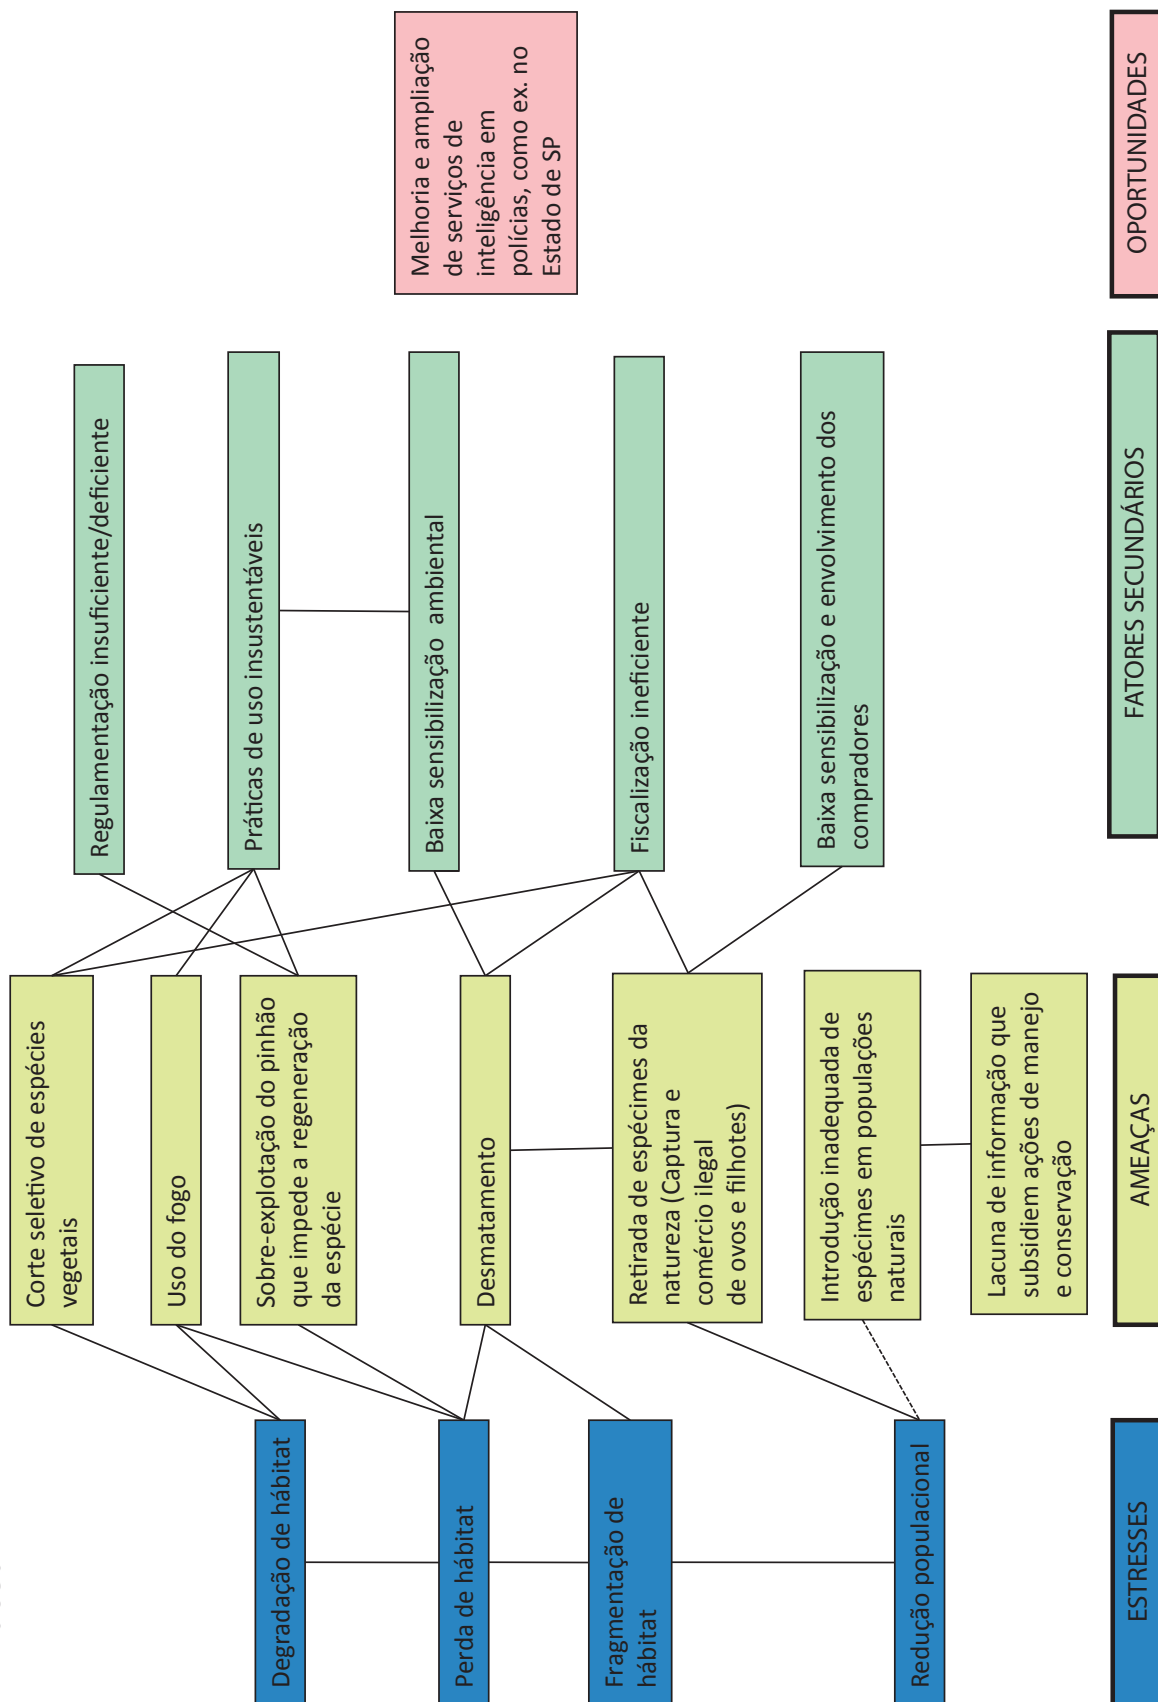 Degradação de hábitat
Perda de hábitat
Fragmentação de
hábitat
Redução populacional
ESTRESSES
Corte seletivo de espécies
vegetais
Uso do fogo
Sobre-explotação do pinhão
que impede a regeneração
da espécie
Desmatamento
Retirada de espécimes da
natureza (Captura e
comércio ilegal
de ovos e filhotes)
Introdução inadequada de
espécimes em populações
naturais
Lacuna de informação que
subsidiem ações de manejo
e conservação
AMEAÇAS
Regulamentação insuficiente/deficiente
Práticas de uso insustentáveis
Baixa sensibilização ambiental
Fiscalização ineficiente
Baixa sensibilização e envolvimento dos
compradores
FATORES SECUNDÁRIOS
Melhoria e ampliação
de serviços de
inteligência em
polícias, como ex. no
Estado de SP
OPORTUNIDADES